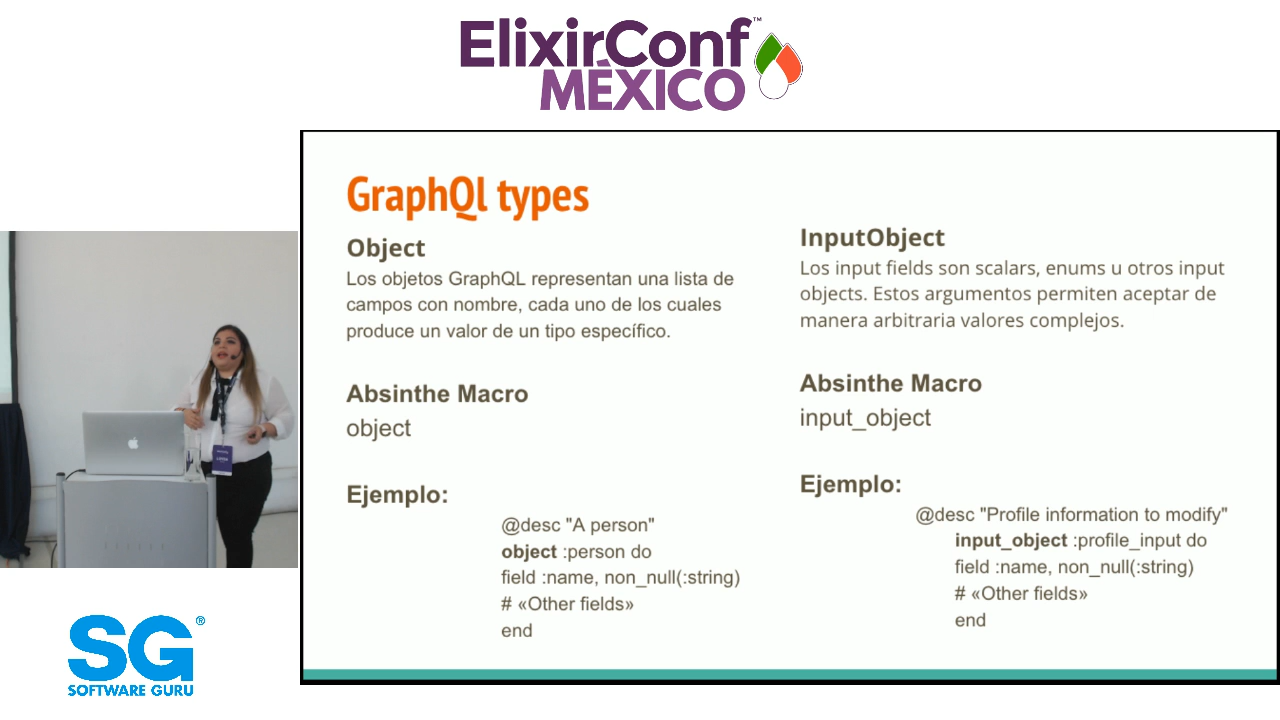 ElixirConf™
MÉXICO
GraphQl types
Object
Los objetos GraphQL representan una lista de
campos con nombre, cada uno de los cuales
produce un valor de un tipo específico.
Absinthe Macro
object
Ejemplo:
@desc "A person"
object :person do
field :name, non_null(:string)
# «Other fields»
end
InputObject
Los input fields son scalars, enums u otros input
objects. Estos argumentos permiten aceptar de
manera arbitraria valores complejos.
Absinthe Macro
input_object
Ejemplo:
@desc "Profile information to modify"
input_object :profile_input do
field :name, non_null(:string)
# «Other fields»
end
SG®
SOFTWARE GURU